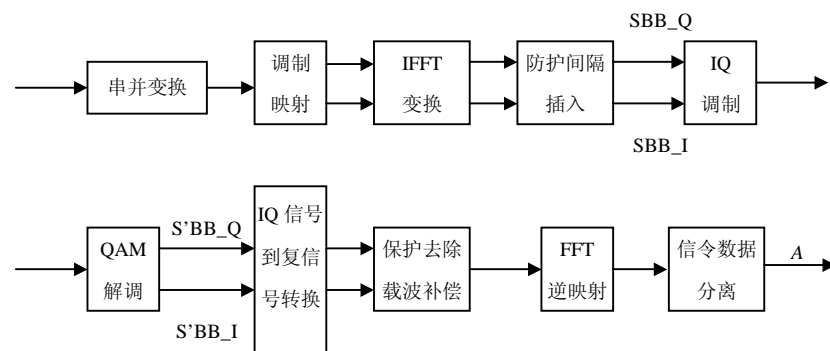 SBB_Q
串并变换
调制
映射
IFFT
变换
防护间隔
插入
IQ
调制
SBB_I
S’BB_Q
QAM
解调
S’BB_I
IQ 信号
到复信
号转换
保护去除
载波补偿
FFT
逆映射
信令数据
分离
A